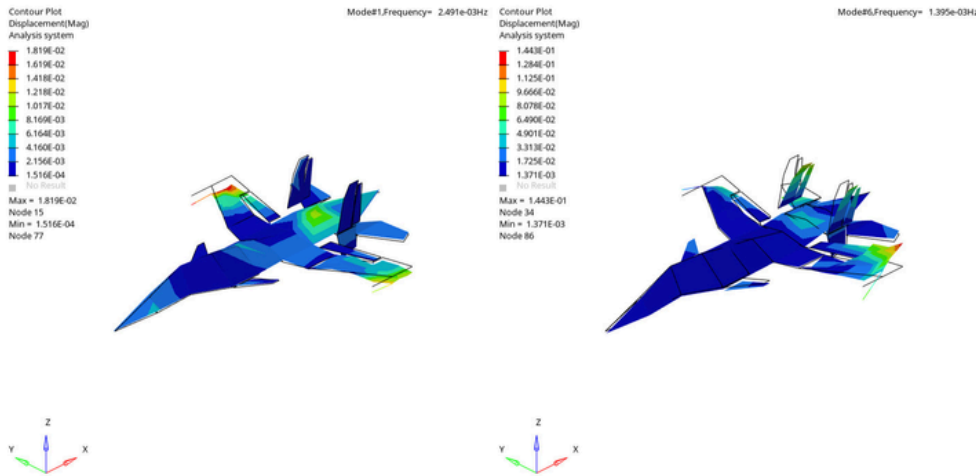 Contour Plot
Displacement(Mag)
Analysis system
1.819E-02
1.619E-02
1.418E-02
1.218E-02
1.017E-02
8.169E-03
6.164E-03
4.160E-03
2.156E-03
1.516E-04
No Result
Max = 1.819E-02
Node 15
Min = 1.516E-04
Node 77
Mode#1,Frequency= 2.491e-03Hz
Z
Y
X
Contour Plot
Displacement(Mag)
Analysis system
1.443E-01
1.284E-01
1.125E-01
9.666E-02
8.078E-02
6.490E-02
4.901E-02
3.313E-02
1.725E-02
1.371E-03
No Result
Max = 1.443E-01
Node 34
Min = 1.371E-03
Node 86
Mode#6,Frequency= 1.395e-03Hz
Z
Y
X